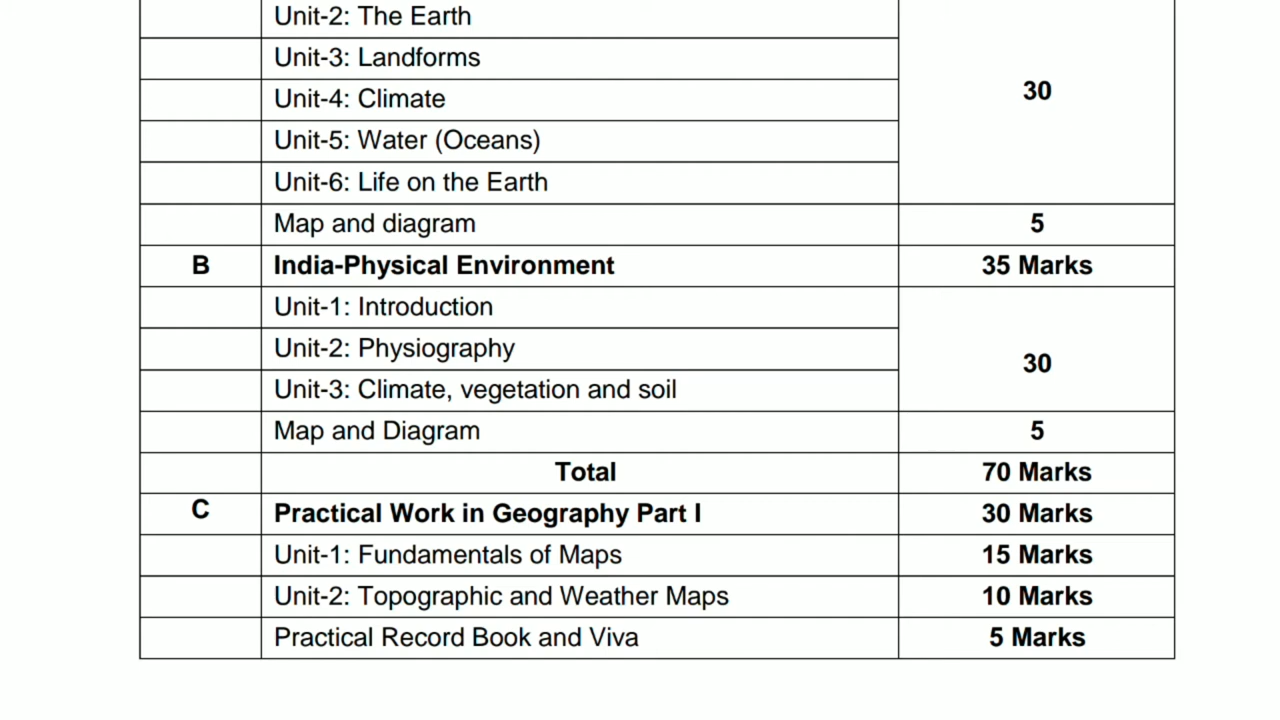 Unit-2: The Earth
Unit-3: Landforms
30
Unit-4: Climate
Unit-5: Water (Oceans)
Unit-6: Life on the Earth
Map and diagram 5
B India-Physical Environment 35 Marks
Unit-1: Introduction
Unit-2: Physiography
30
Unit-3: Climate, vegetation and soil
Map and Diagram 5
Total 70 Marks
C Practical Work in Geography Part I 30 Marks
Unit-1: Fundamentals of Maps 15 Marks
Unit-2: Topographic and Weather Maps 10 Marks
Practical Record Book and Viva 5 Marks